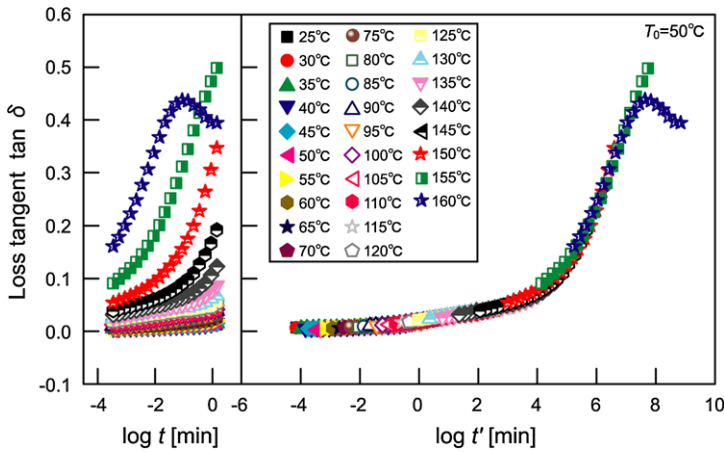 T₀=50℃
0.6
0.5
0.4
0.3
0.2
0.1
0.0
-0.1
Loss tangent tan δ
25℃ 75℃ 125℃
30℃ 80℃ 130℃
35℃ 85℃ 135℃
40℃ 90℃ 140℃
45℃ 95℃ 145℃
50℃ 100℃ 150℃
55℃ 105℃ 155℃
60℃ 110℃ 160℃
65℃ 115℃
70℃ 120℃
-4 -2 0 -6 -4 -2 0 2 4 6 8 10
log t [min] log t′ [min]